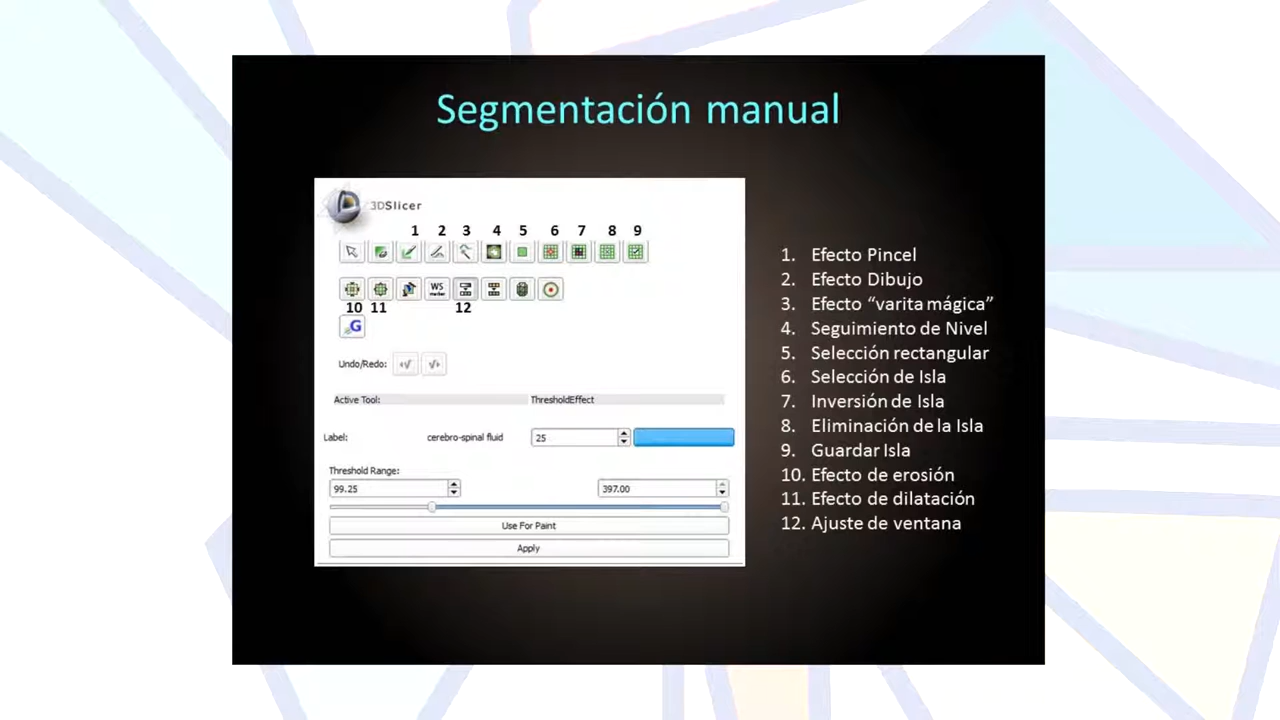 Segmentación manual
3DSlicer
1 2 3 4 5 6 7 8 9
WS
marker
10 11 12
G
Undo/Redo:
Active Tool: ThresholdEffect
Label: cerebro-spinal fluid 25
Threshold Range:
99.25 397.00
Use For Paint
Apply
1. Efecto Pincel
2. Efecto Dibujo
3. Efecto “varita mágica”
4. Seguimiento de Nivel
5. Selección rectangular
6. Selección de Isla
7. Inversión de Isla
8. Eliminación de la Isla
9. Guardar Isla
10. Efecto de erosión
11. Efecto de dilatación
12. Ajuste de ventana